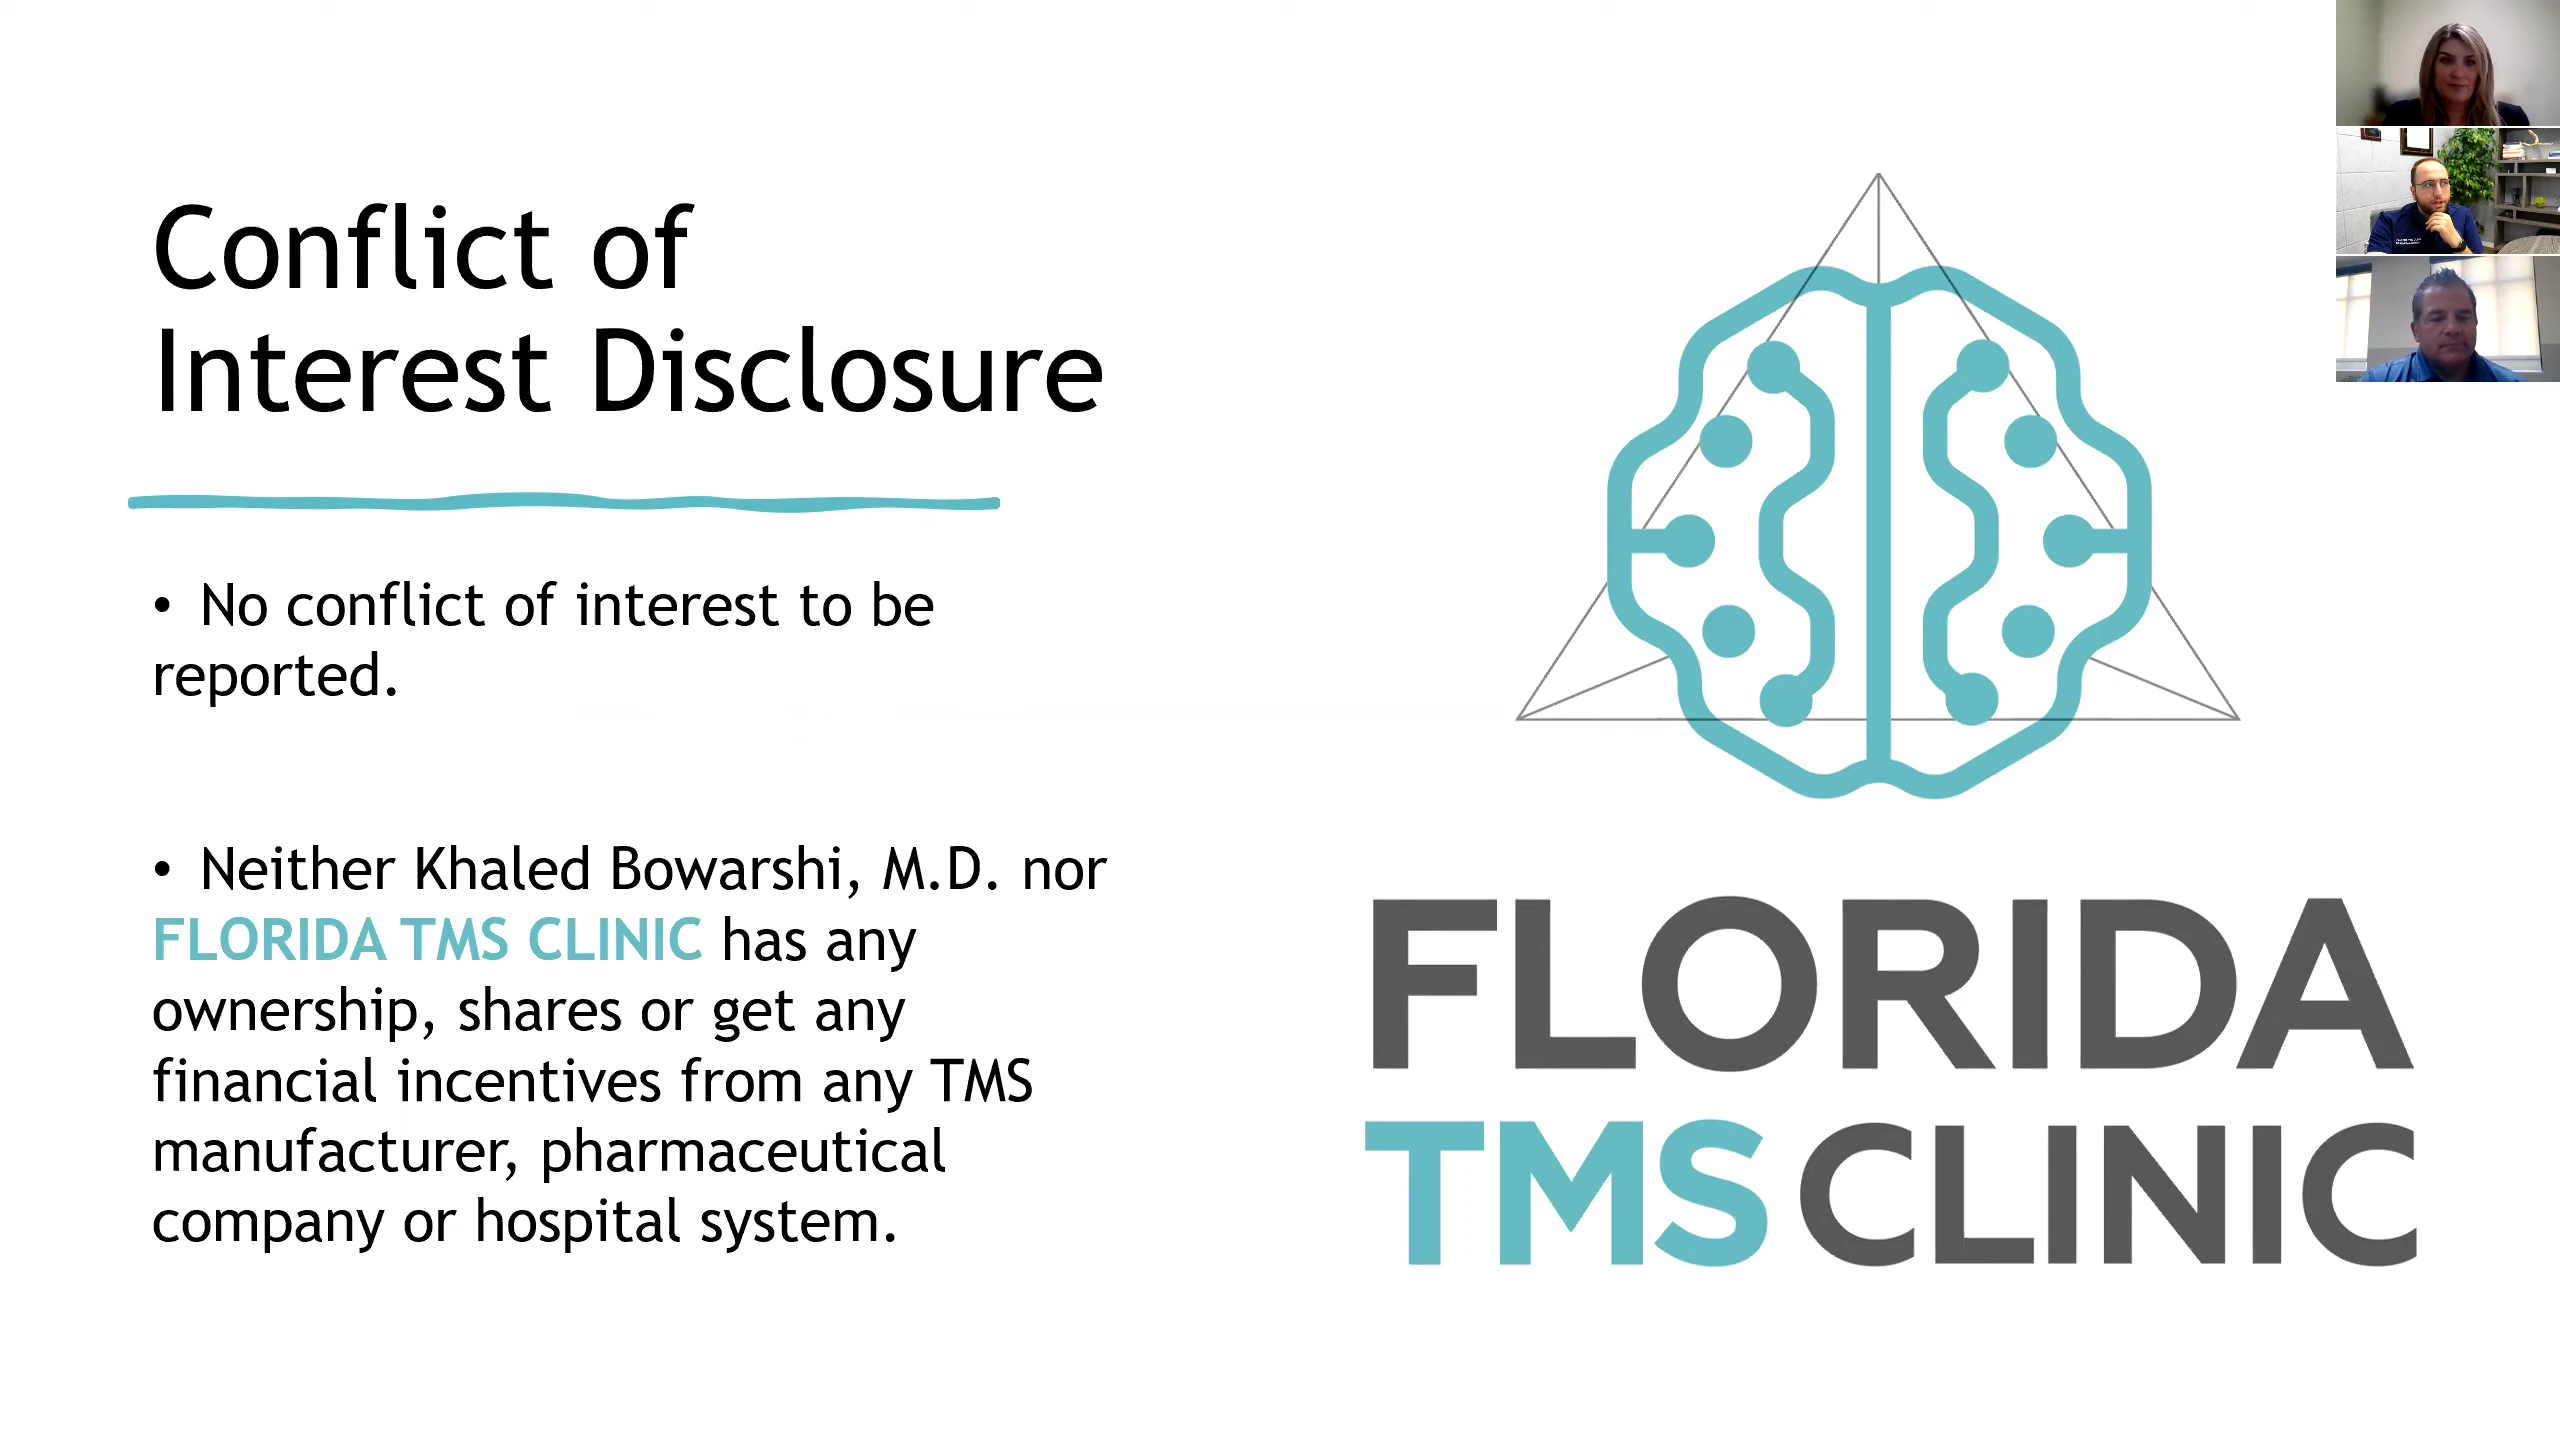 Conflict of
Interest Disclosure
• No conflict of interest to be
reported.
• Neither Khaled Bowarshi, M.D. nor
FLORIDA TMS CLINIC has any
ownership, shares or get any
financial incentives from any TMS
manufacturer, pharmaceutical
company or hospital system.
FLORIDA
TMS CLINIC